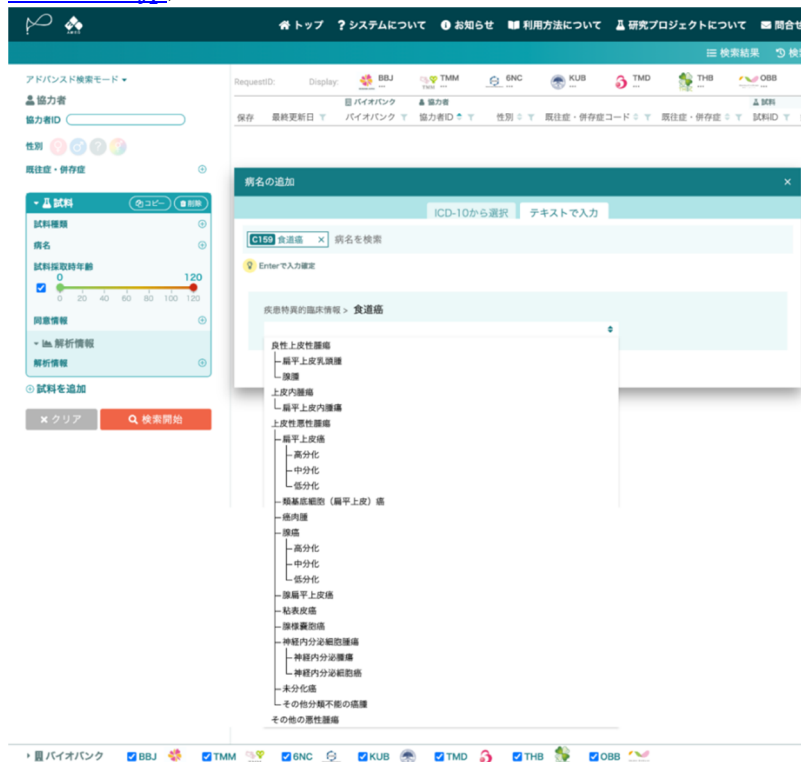 トップ ? システムについて お知らせ 利用方法について 研究プロジェクトについて 問合せ
検索結果 検
アドバンスド検索モード
RequestID: Display: BBJ TMM 6NC KUB TMD THB OBB
協力者
バイオバンク 協力者 試料
協力者ID
保存 最終更新日 バイオバンク 協力者ID 性別 既往症・併存症コード 既往症・併存症 試料ID
性別
既往症・併存症
病名の追加 ×
試料 コピー 削除
ICD-10から選択 テキストで入力
試料種類
C159 食道癌 × 病名を検索
病名
Enterで入力確定
試料採取時年齢
0 120
0 20 40 60 80 100 120
疾患特異的臨床情報 > 食道癌
同意情報
解析情報
解析情報
試料を追加
× クリア 検索開始
良性上皮性腫瘍
扁平上皮乳頭腫
腺腫
上皮内腫瘍
扁平上皮内腫瘍
上皮性悪性腫瘍
扁平上皮癌
高分化
中分化
低分化
類基底細胞（扁平上皮）癌
癌肉腫
腺癌
高分化
中分化
低分化
腺扁平上皮癌
粘表皮癌
腺様嚢胞癌
神経内分泌細胞腫瘍
神経内分泌腫瘍
神経内分泌細胞癌
未分化癌
その他分類不能の癌腫
その他の悪性腫瘍
バイオバンク BBJ TMM 6NC KUB TMD THB OBB